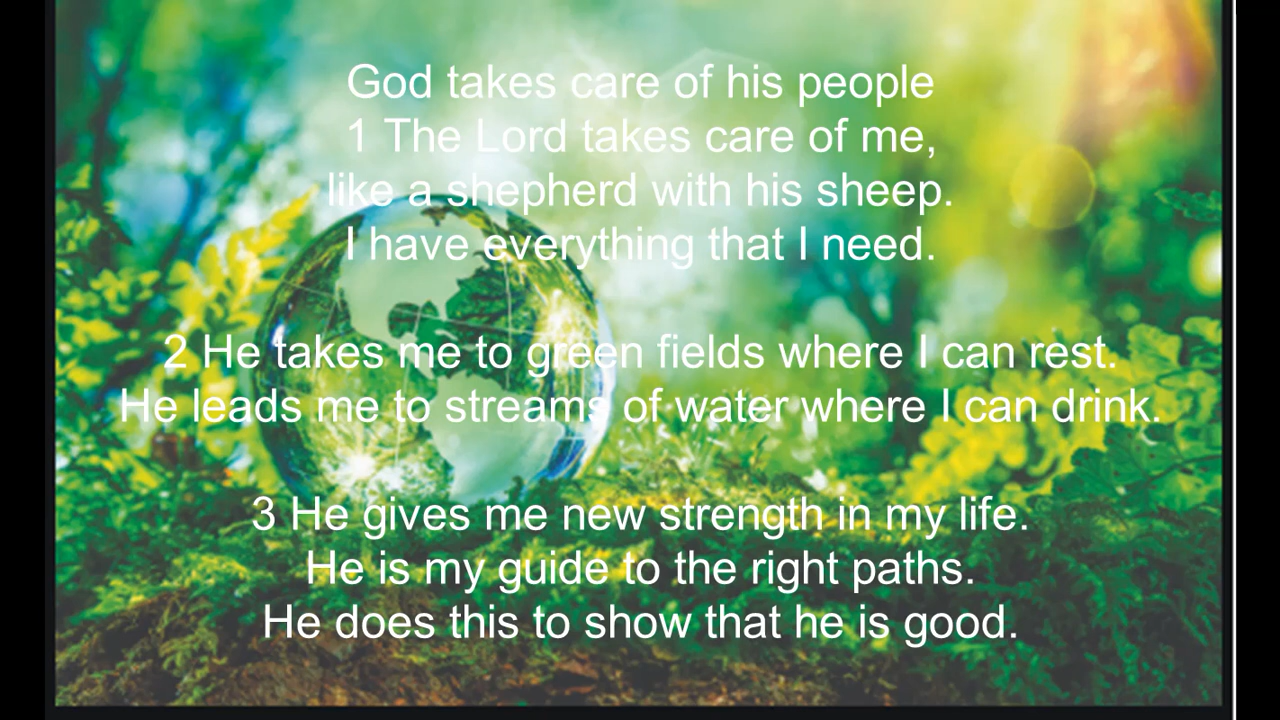 God takes care of his people
1 The Lord takes care of me,
like a shepherd with his sheep.
I have everything that I need.
2 He takes me to green fields where I can rest.
He leads me to streams of water where I can drink.
3 He gives me new strength in my life.
He is my guide to the right paths.
He does this to show that he is good.